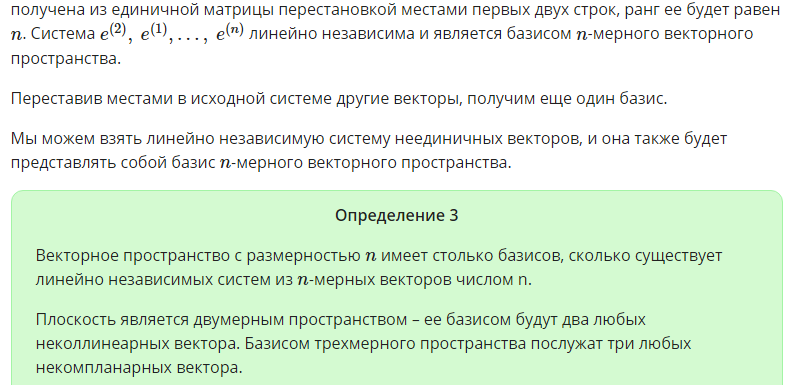 получена из единичной матрицы перестановкой местами первых двух строк, ранг ее будет равен
n. Система e⁽²⁾, e⁽¹⁾, . . . , e⁽ⁿ⁾ линейно независима и является базисом n-мерного векторного
пространства.
Переставив местами в исходной системе другие векторы, получим еще один базис.
Мы можем взять линейно независимую систему неединичных векторов, и она также будет
представлять собой базис n-мерного векторного пространства.
Определение 3
Векторное пространство с размерностью n имеет столько базисов, сколько существует
линейно независимых систем из n-мерных векторов числом n.
Плоскость является двумерным пространством – ее базисом будут два любых
неколлинеарных вектора. Базисом трехмерного пространства послужат три любых
некомпланарных вектора.